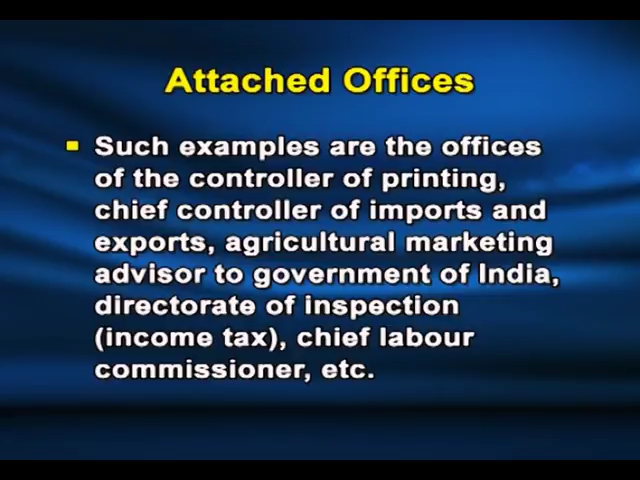 Attached Offices
Such examples are the offices
of the controller of printing,
chief controller of imports and
exports, agricultural marketing
advisor to government of India,
directorate of inspection
(income tax), chief labour
commissioner, etc.